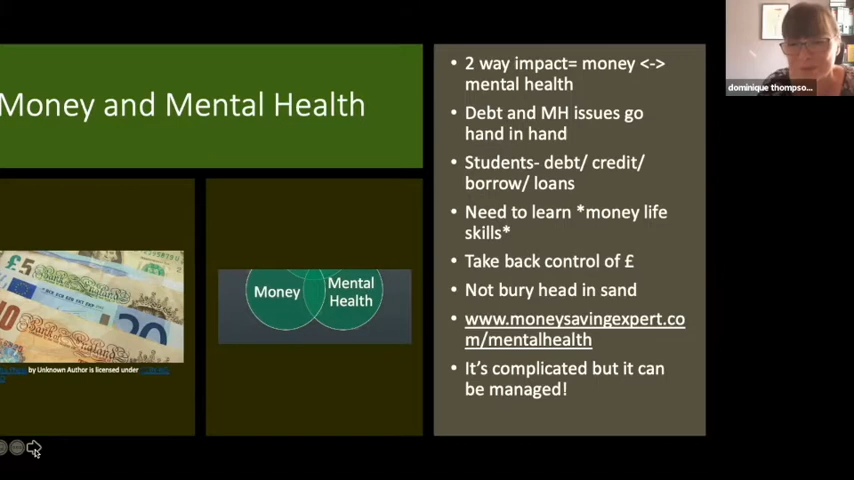 Money and Mental Health
• 2 way impact= money <->
mental health
• Debt and MH issues go
hand in hand
• Students- debt/ credit/
borrow/ loans
• Need to learn *money life
skills*
• Take back control of £
• Not bury head in sand
• www.moneysavingexpert.co
m/mentalhealth
• It's complicated but it can
be managed!
Money
Mental
Health
£5
10
20
by Unknown Author is licensed under
dominique thompso...